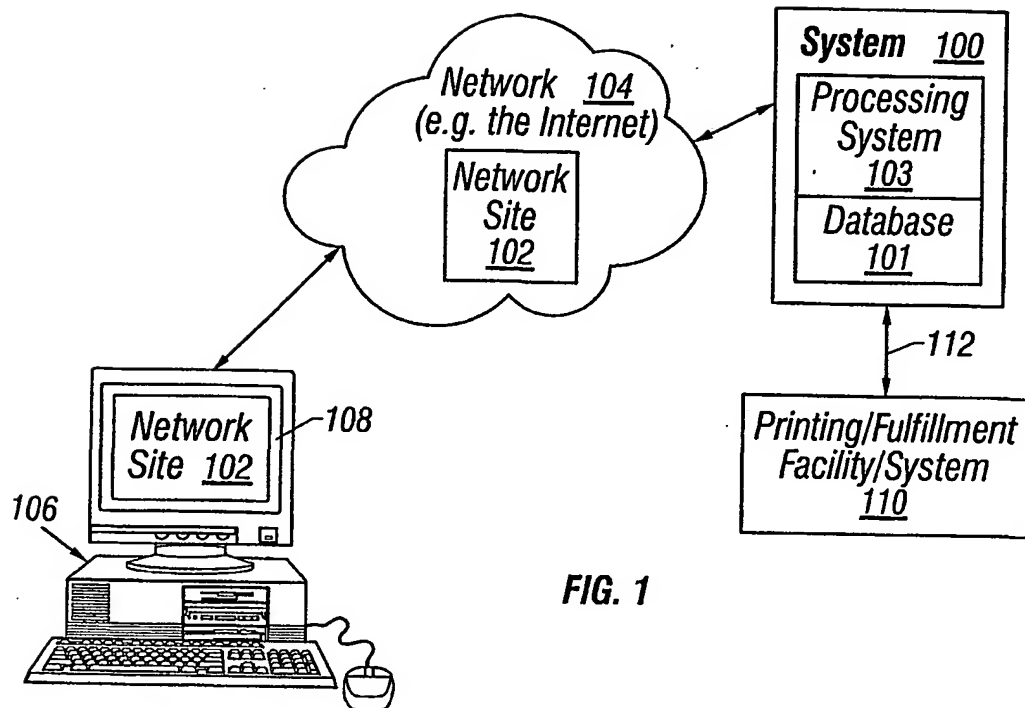 Network 104
(e.g. the Internet)
Network
Site
102
System 100
Processing
System
103
Database
101
112
Printing/Fulfillment
Facility/System
110
Network
Site 102
108
106
FIG. 1